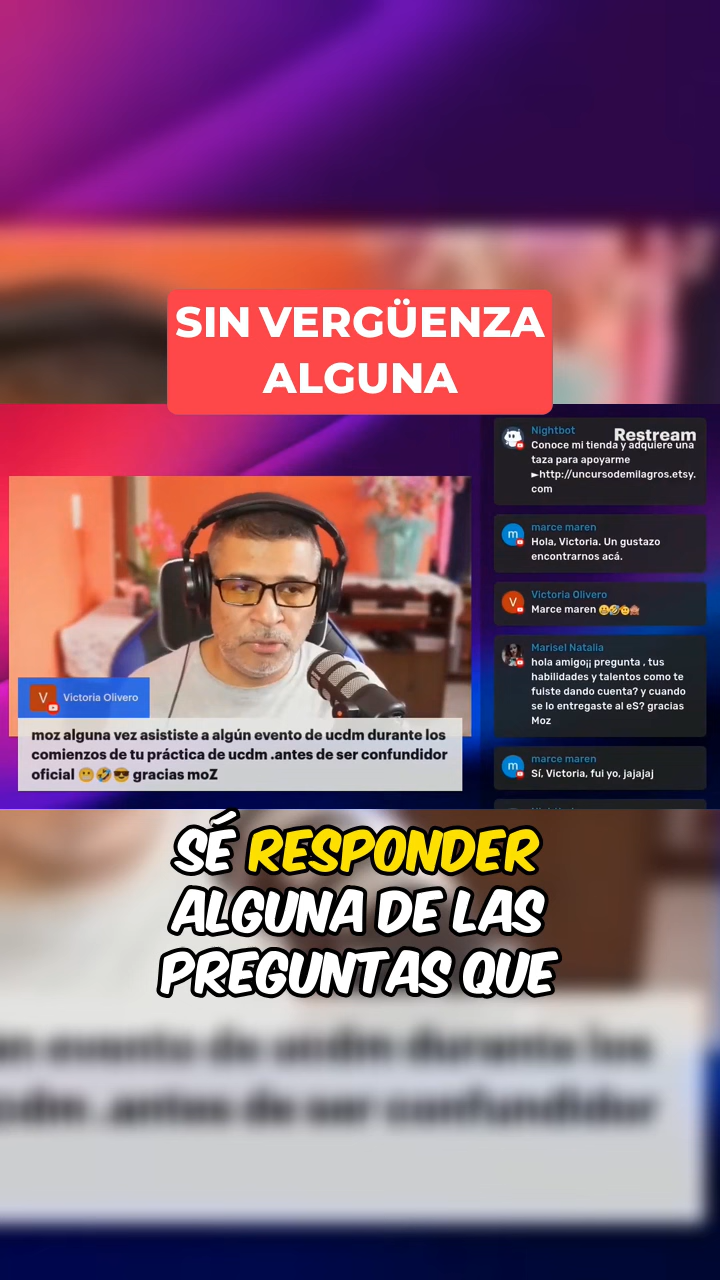 SIN VERGÜENZA
ALGUNA
Nightbot
Restream
Conoce mi tienda y adquiere una
taza para apoyarme
►http://uncursodemilagros.etsy.
com
marce maren
Hola, Victoria. Un gustazo
encontrarnos acá.
V
Victoria Olivero
Marce maren 😀🤣🫡🙈
Marisel Natalia
hola amigo¡¡ pregunta , tus
habilidades y talentos como te
fuiste dando cuenta? y cuando
se lo entregaste al eS? gracias
Moz
m
marce maren
Sí, Victoria, fui yo, jajajaj
V
Victoria Olivero
moz alguna vez asististe a algún evento de ucdm durante los
comienzos de tu práctica de ucdm .antes de ser confundidor
oficial 😬🤣😎 gracias moZ
SÉ RESPONDER
ALGUNA DE LAS
PREGUNTAS QUE